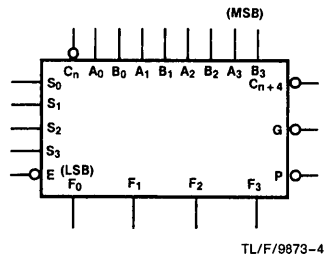 (MSB)
Cn A0 B0 A1 B1 A2 B2 A3 B3
Cn+4
S0
S1
S2
S3
G
E (LSB)
P
F0 F1 F2 F3
TL/F/9873-4